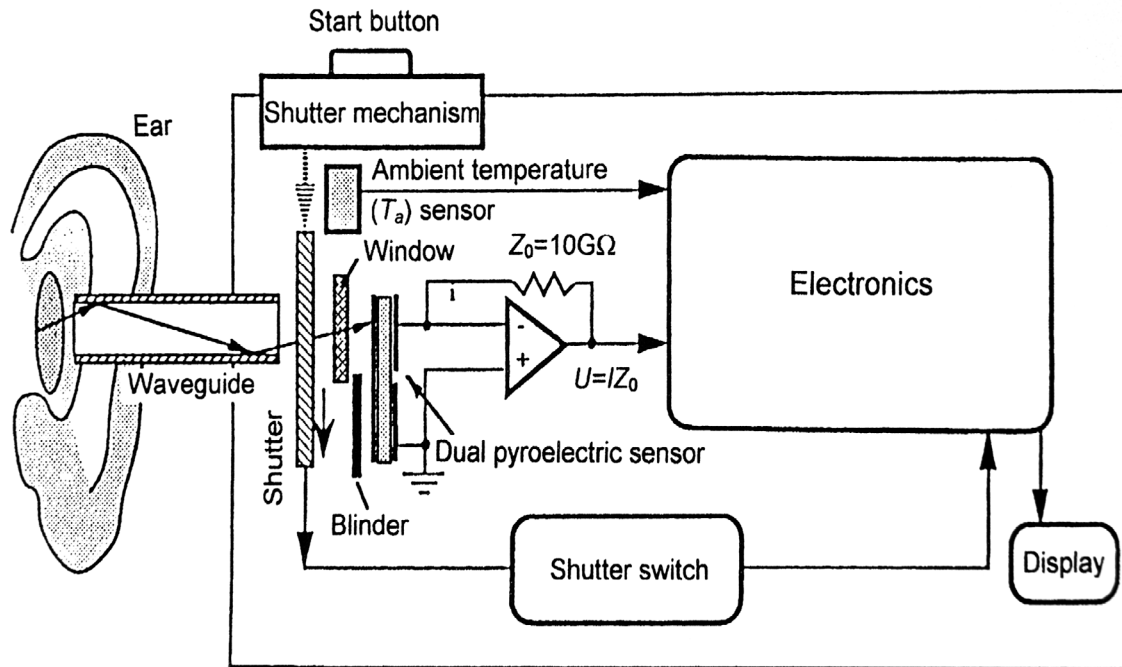 Start button
Shutter mechanism
Ear
Ambient temperature
(Ta) sensor
Window
Z0=10GΩ
Electronics
i
-
+
Waveguide
U=IZ0
Shutter
Dual pyroelectric sensor
Blinder
Shutter switch
Display